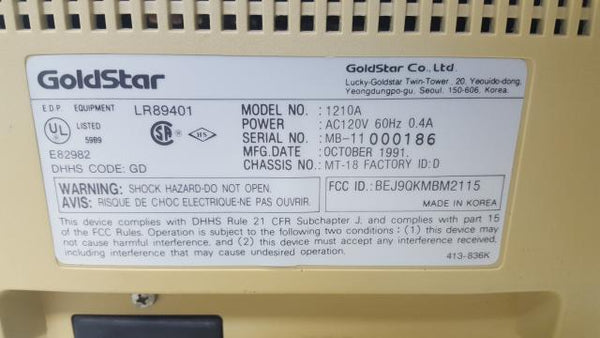 GoldStar
GoldStar Co., Ltd.
Lucky-Goldstar Twin-Tower, 20, Yeouido-dong,
Yeongdungpo-gu, Seoul, 150-606, Korea.
E.D.P. EQUIPMENT LR89401
UL LISTED 5989
SA HS
E82982
DHHS CODE: GD
MODEL NO. : 1210A
POWER : AC120V 60Hz 0.4A
SERIAL NO. : MB-11 000186
MFG.DATE : OCTOBER 1991.
CHASSIS NO. : MT-18 FACTORY ID:D
WARNING: SHOCK HAZARD-DO NOT OPEN.
AVIS: RISQUE DE CHOC ELECTRIQUE-NE PAS OUVRIR.
FCC ID.: BEJ9QKMBM2115
MADE IN KOREA
This device complies with DHHS Rule 21 CFR Subchapter J, and complies with part 15
of the FCC Rules. Operation is subject to the following two conditions : (1) this device may
not cause harmful interference, and (2) this device must accept any interference received,
including interference that may cause undesired operation.
413-836K